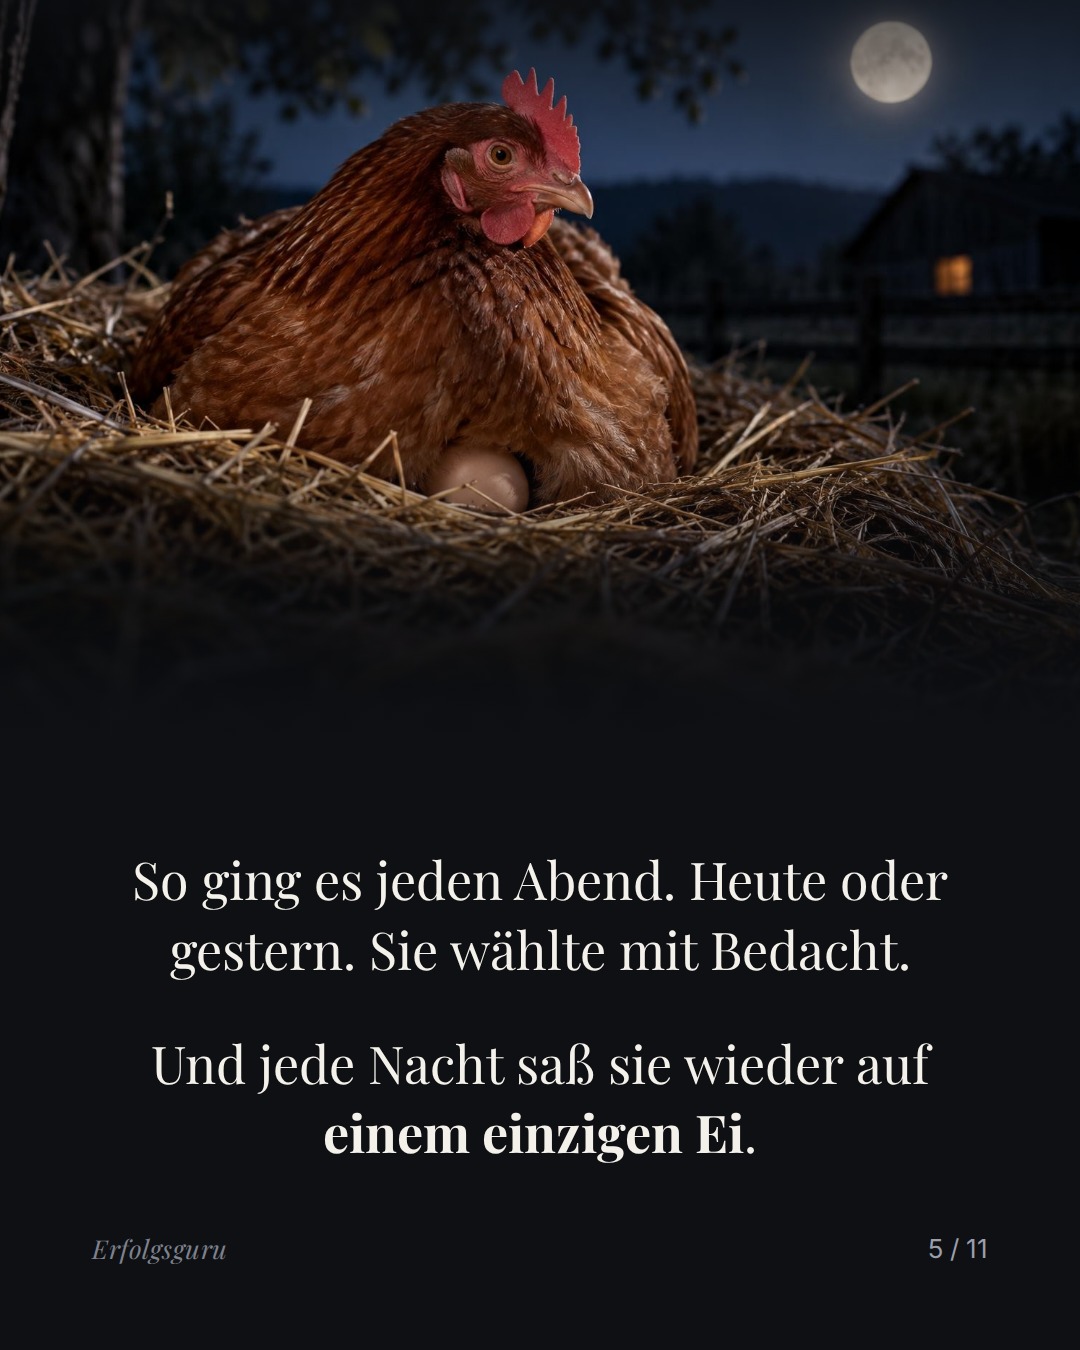 So ging es jeden Abend. Heute oder
gestern. Sie wählte mit Bedacht.
Und jede Nacht saß sie wieder auf
einem einzigen Ei.
Erfolgsguru
5 / 11